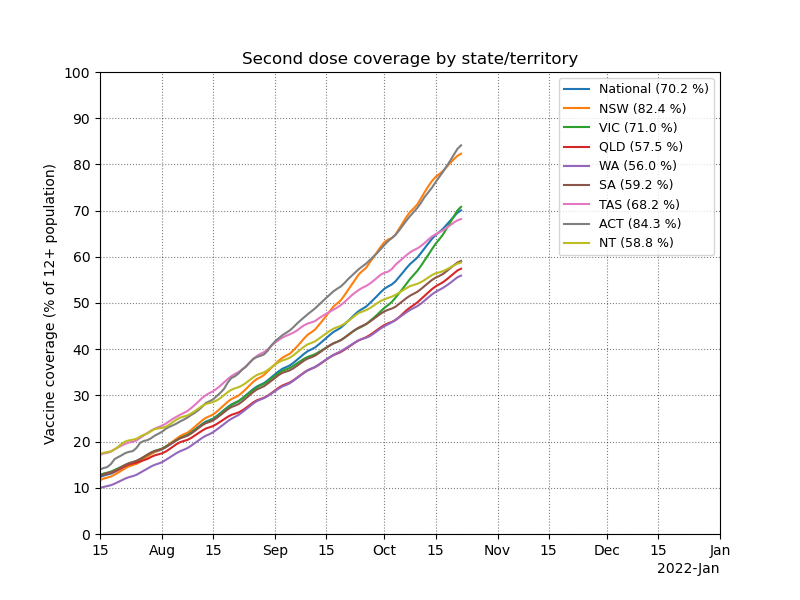 Second dose coverage by state/territory
Vaccine coverage (% of 12+ population)
100
90
80
70
60
50
40
30
20
10
0
National (70.2 %)
NSW (82.4 %)
VIC (71.0 %)
QLD (57.5 %)
WA (56.0 %)
SA (59.2 %)
TAS (68.2 %)
ACT (84.3 %)
NT (58.8 %)
15 Aug 15 Sep 15 Oct 15 Nov 15 Dec 15 Jan
2022-Jan